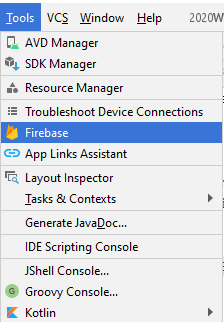 Tools VCS Window Help 2020W
AVD Manager
SDK Manager
Resource Manager
Troubleshoot Device Connections
Firebase
App Links Assistant
Layout Inspector
Tasks & Contexts
Generate JavaDoc...
IDE Scripting Console
JShell Console...
Groovy Console...
Kotlin